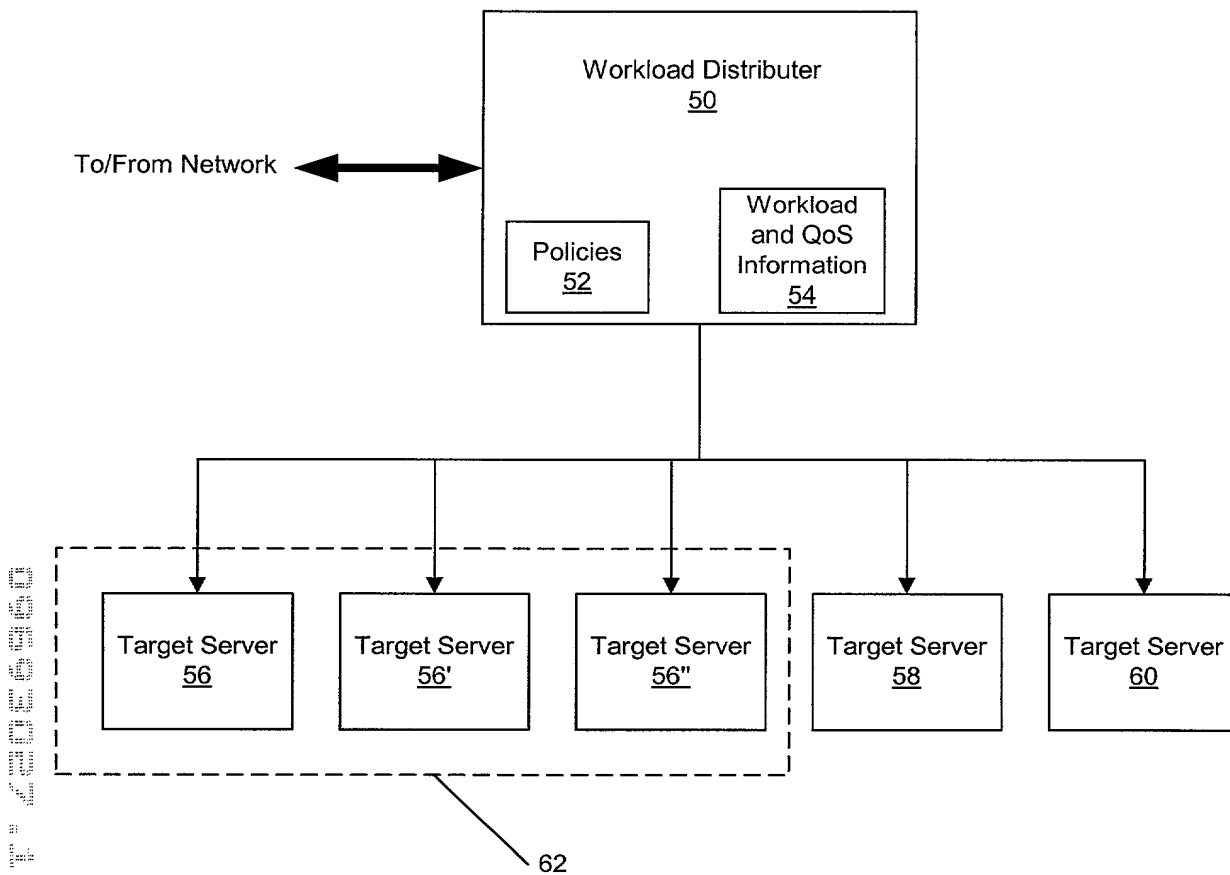 Workload Distributer
50
To/From Network
Policies
52
Workload
and QoS
Information
54
Target Server
56
Target Server
56'
Target Server
56"
Target Server
58
Target Server
60
62